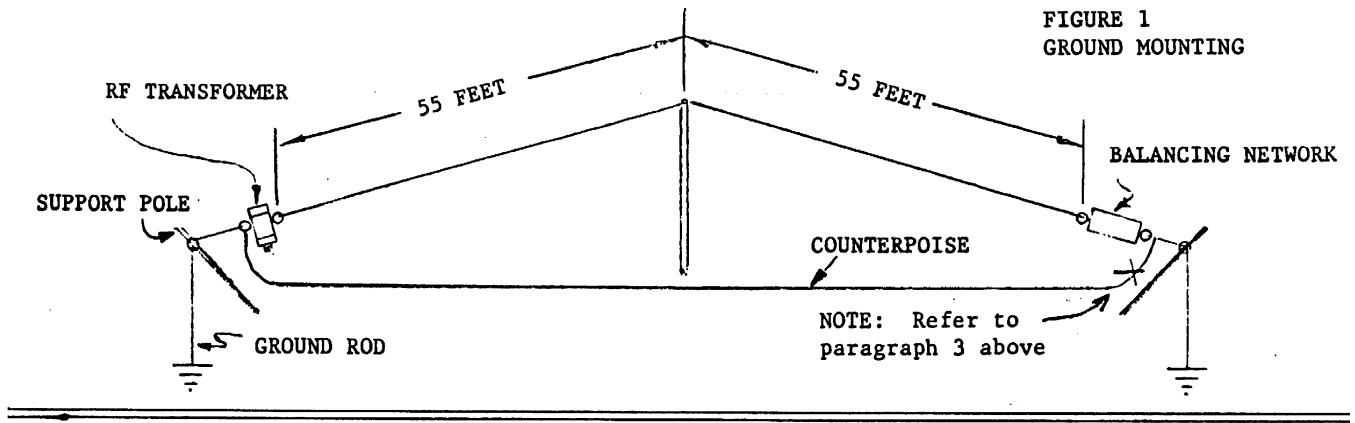 FIGURE 1
GROUND MOUNTING
RF TRANSFORMER
55 FEET
55 FEET
BALANCING NETWORK
SUPPORT POLE
COUNTERPOISE
NOTE: Refer to
paragraph 3 above
GROUND ROD